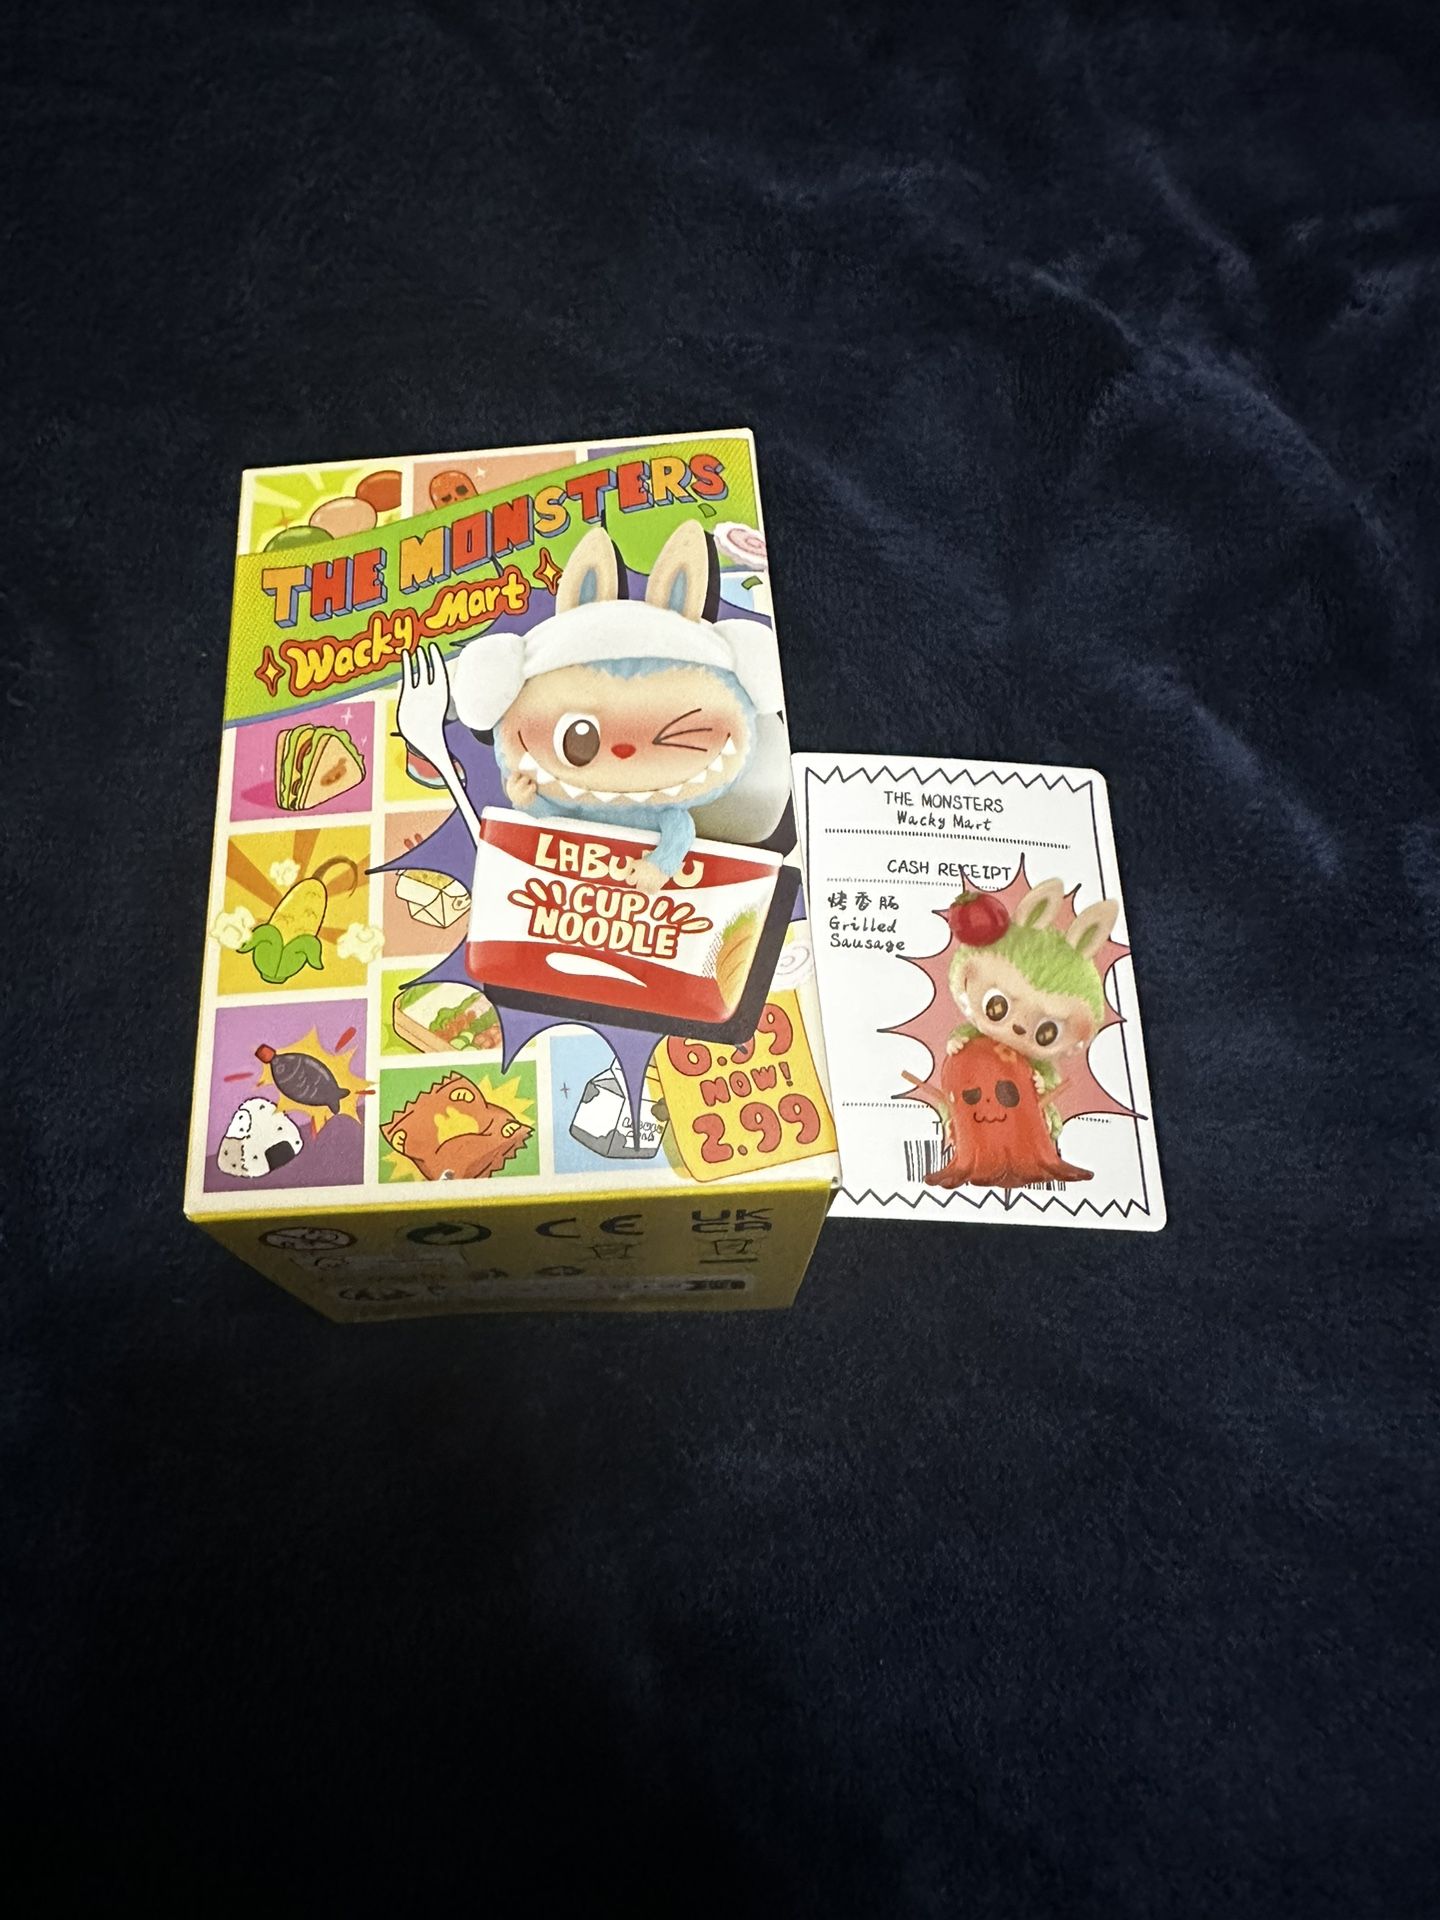 THE MONSTERS
Wacky Mart
LABUBU
CUP
NOODLE
6.99
NOW!
2.99
CE
UK
CA
THE MONSTERS
Wacky Mart
CASH RECEIPT
烤香肠
Grilled
Sausage
T